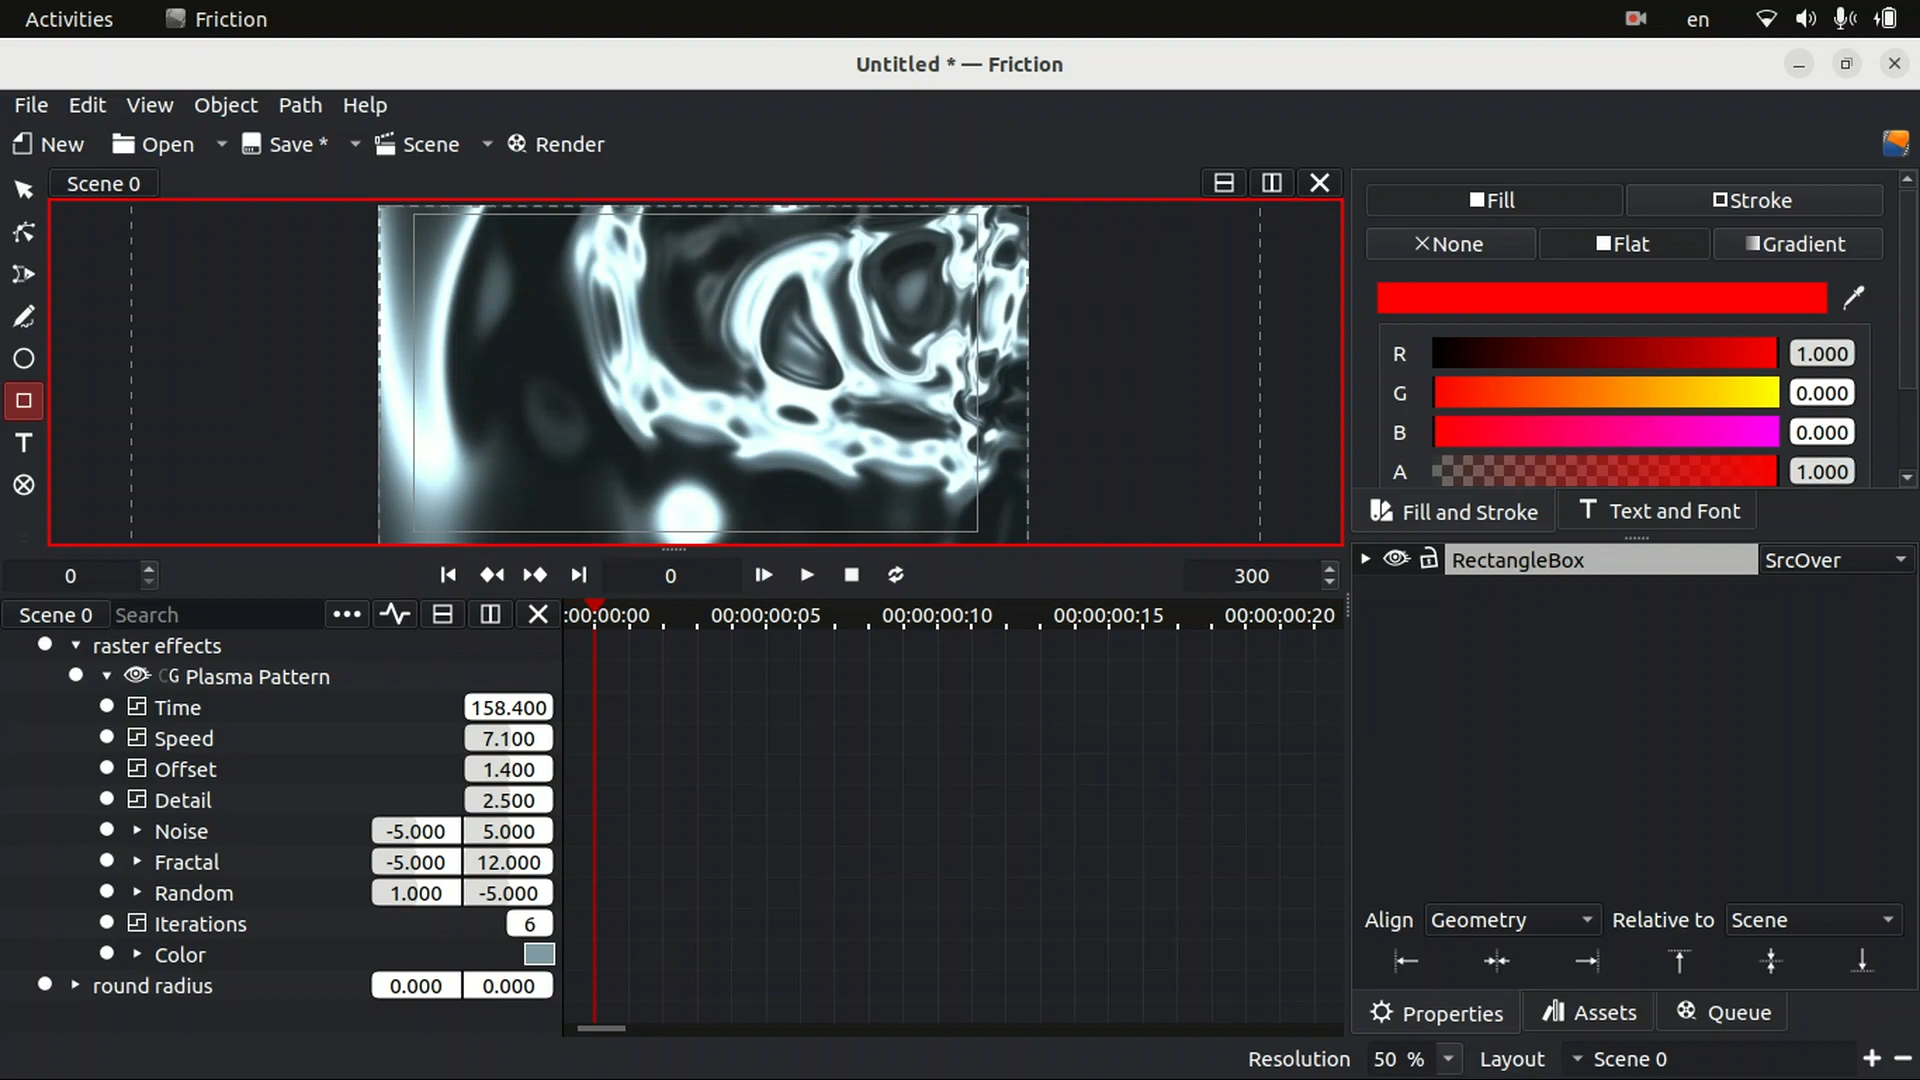 Activities Friction en
Untitled * — Friction
File Edit View Object Path Help
New Open Save * Scene Render
Scene 0
Fill Stroke
None Flat Gradient
R 1.000
G 0.000
B 0.000
A 1.000
Fill and Stroke Text and Font
0 0 300
RectangleBox SrcOver
Scene 0 Search :00:00:00:00 00:00:00:05 00:00:00:10 00:00:00:15 00:00:00:20
raster effects
CG Plasma Pattern
Time 158.400
Speed 7.100
Offset 1.400
Detail 2.500
Noise -5.000 5.000
Fractal -5.000 12.000
Random 1.000 -5.000
Iterations 6
Color
round radius 0.000 0.000
Align Geometry Relative to Scene
Properties Assets Queue
Resolution 50 % Layout Scene 0